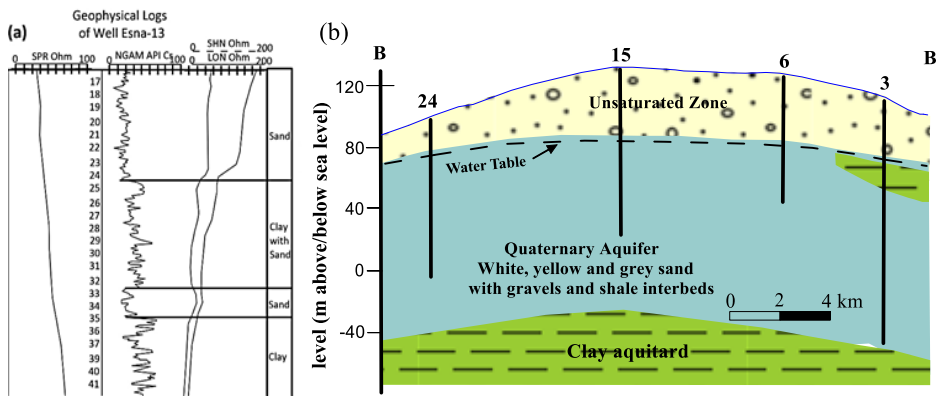 (a)
Geophysical Logs
of Well Esna-13
SPR Ohm
0 100
NGAM API Cs
0 100
SHN Ohm
0 200
LON Ohm
17
18
19
20
21
22
23
24
25
26
27
28
29
30
31
32
33
34
35
36
37
39
40
41
Sand
Clay
with
Sand
Sand
Clay
(b)
B
15
6
B
24
3
120
80
40
0
-40
level (m above/below sea level)
Unsaturated Zone
Water Table
Quaternary Aquifer
White, yellow and grey sand
with gravels and shale interbeds
0 2 4 km
Clay aquitard